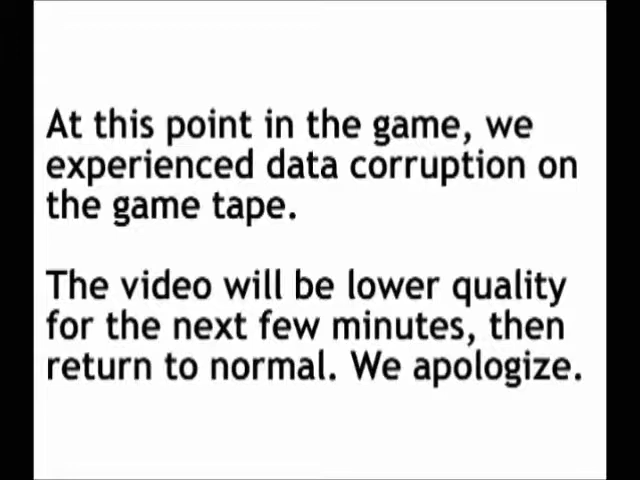 At this point in the game, we
experienced data corruption on
the game tape.
The video will be lower quality
for the next few minutes, then
return to normal. We apologize.